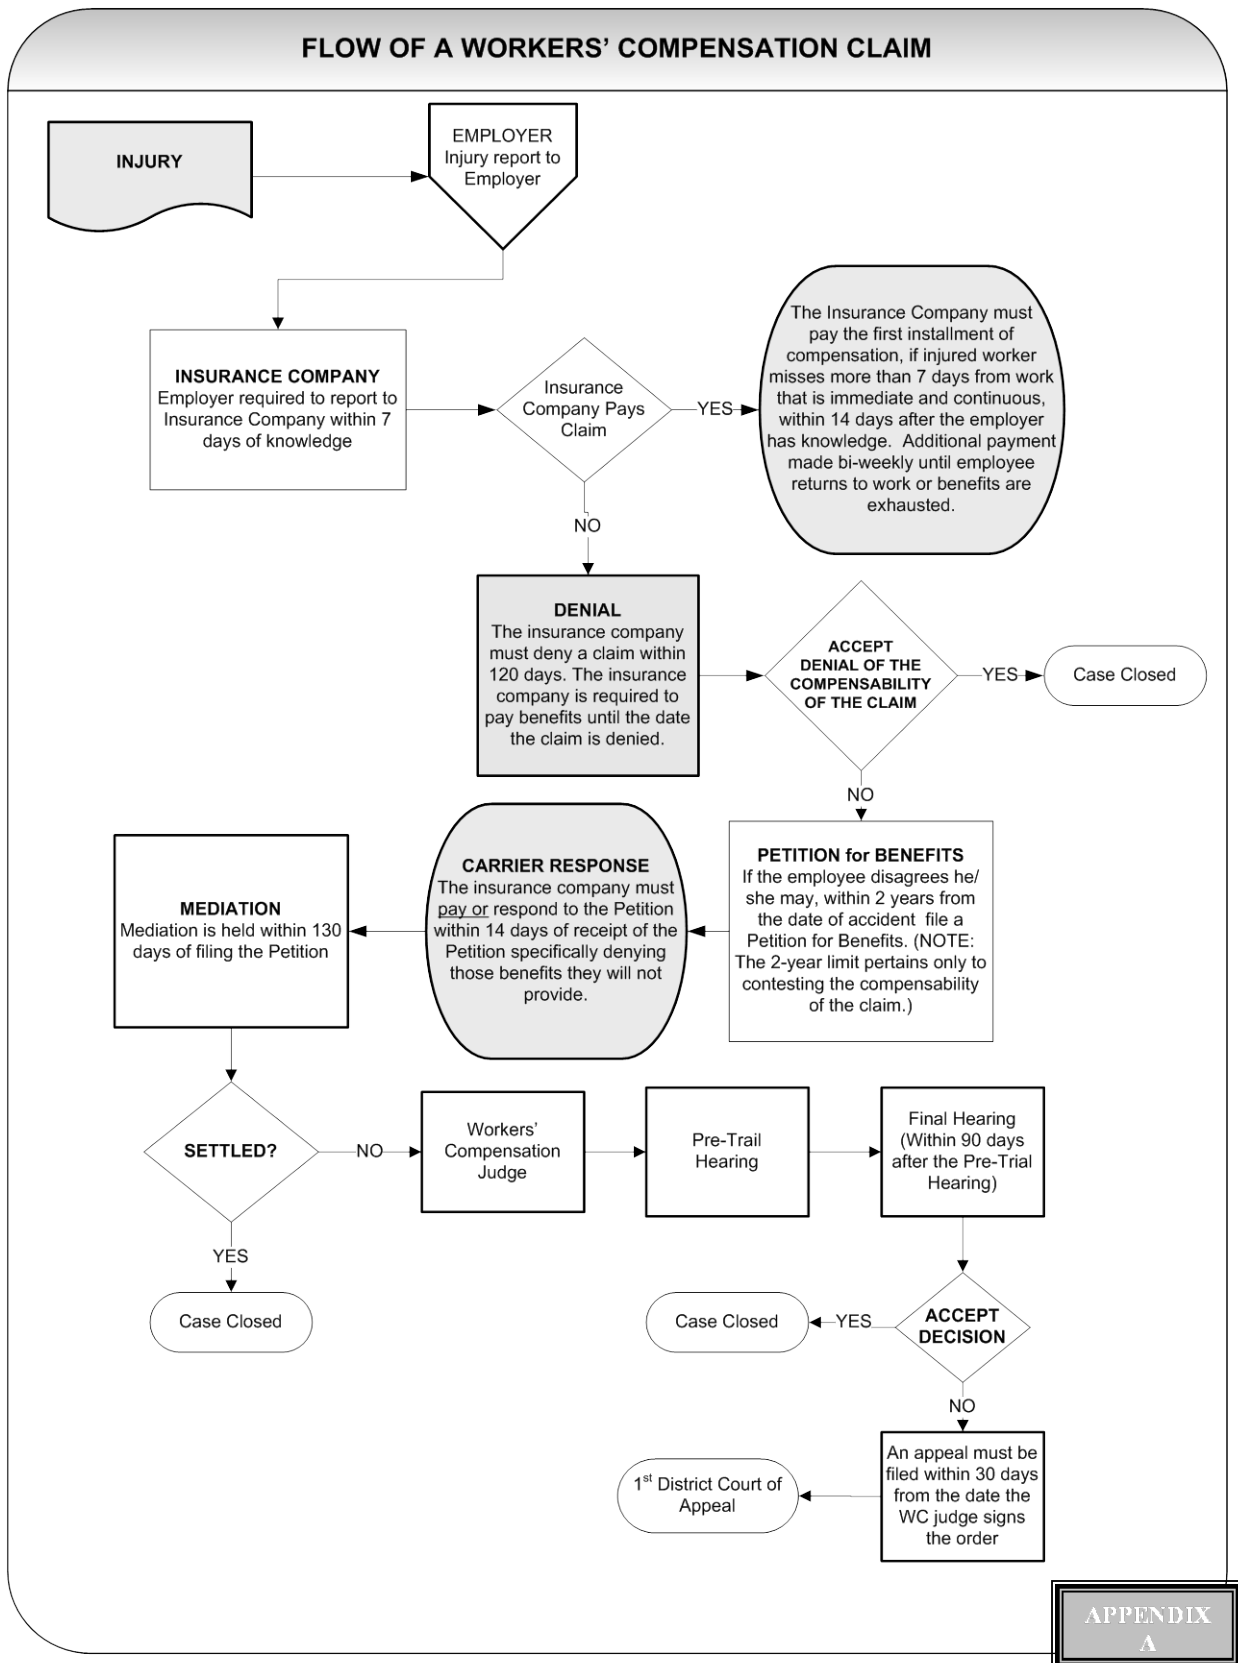 FLOW OF A WORKERS’ COMPENSATION CLAIM
INJURY
EMPLOYER
Injury report to
Employer
INSURANCE COMPANY
Employer required to report to
Insurance Company within 7
days of knowledge
Insurance
Company Pays
Claim
YES
The Insurance Company must
pay the first installment of
compensation, if injured worker
misses more than 7 days from work
that is immediate and continuous,
within 14 days after the employer
has knowledge. Additional payment
made bi-weekly until employee
returns to work or benefits are
exhausted.
NO
DENIAL
The insurance company
must deny a claim within
120 days. The insurance
company is required to
pay benefits until the date
the claim is denied.
ACCEPT
DENIAL OF THE
COMPENSABILITY
OF THE CLAIM
YES
Case Closed
NO
PETITION for BENEFITS
If the employee disagrees he/
she may, within 2 years from
the date of accident file a
Petition for Benefits. (NOTE:
The 2-year limit pertains only to
contesting the compensability
of the claim.)
CARRIER RESPONSE
The insurance company must
pay or respond to the Petition
within 14 days of receipt of the
Petition specifically denying
those benefits they will not
provide.
MEDIATION
Mediation is held within 130
days of filing the Petition
SETTLED?
NO
Workers’
Compensation
Judge
Pre-Trail
Hearing
Final Hearing
(Within 90 days
after the Pre-Trial
Hearing)
YES
Case Closed
ACCEPT
DECISION
YES
Case Closed
NO
An appeal must be
filed within 30 days
from the date the
WC judge signs
the order
1st District Court of
Appeal
APPENDIX
A